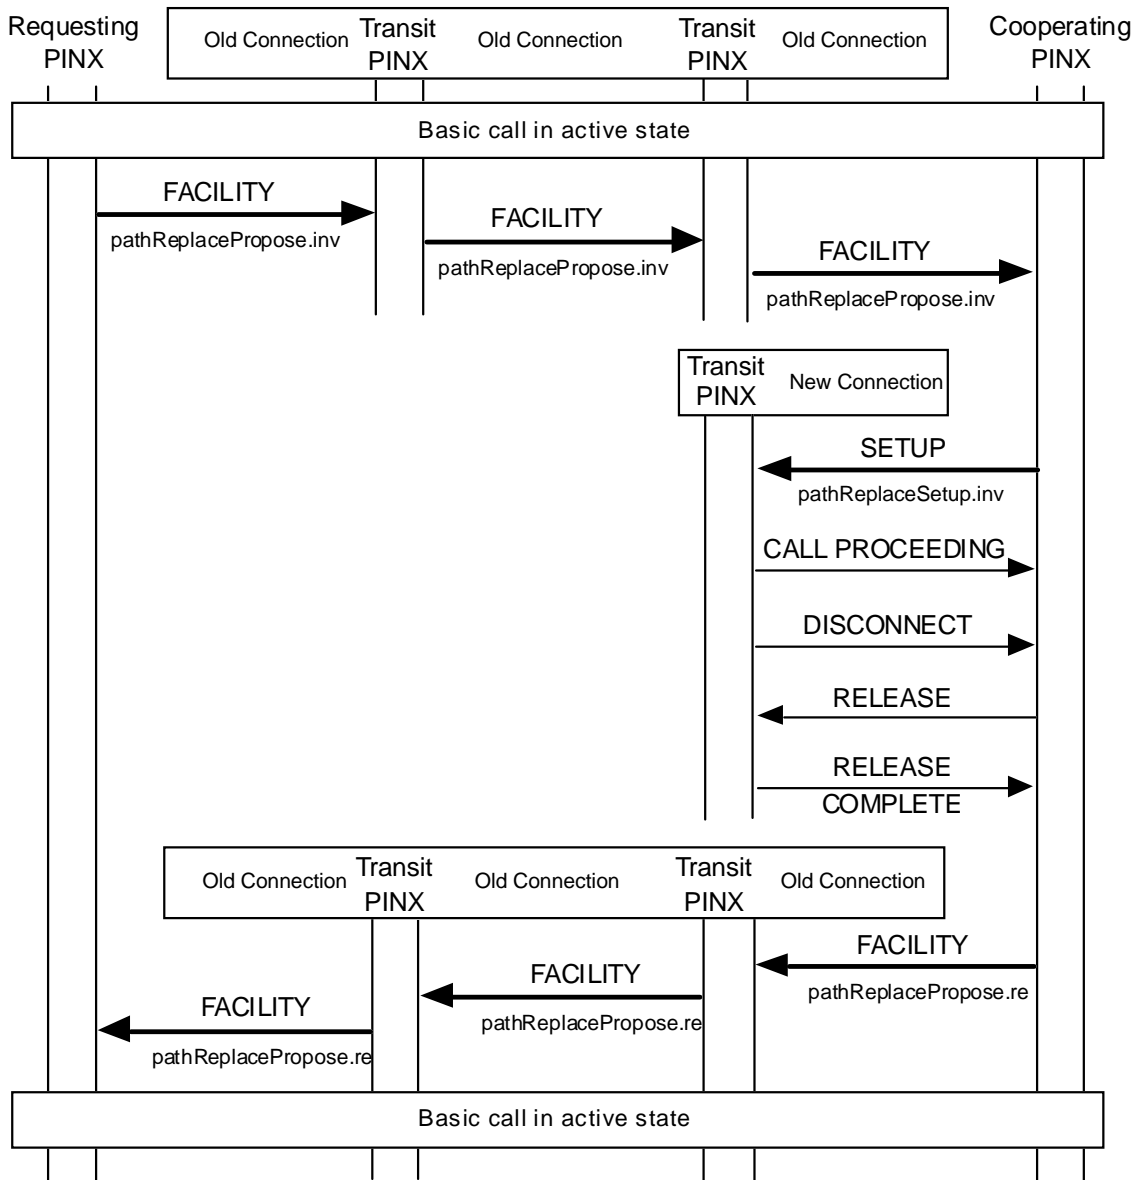 Requesting
PINX
Old Connection
Transit
PINX
Old Connection
Transit
PINX
Old Connection
Cooperating
PINX
Basic call in active state
FACILITY
pathReplacePropose.inv
FACILITY
pathReplacePropose.inv
FACILITY
pathReplacePropose.inv
Transit
PINX
New Connection
SETUP
pathReplaceSetup.inv
CALL PROCEEDING
DISCONNECT
RELEASE
RELEASE
COMPLETE
Old Connection
Transit
PINX
Old Connection
Transit
PINX
Old Connection
FACILITY
pathReplacePropose.re
FACILITY
pathReplacePropose.re
FACILITY
pathReplacePropose.re
Basic call in active state